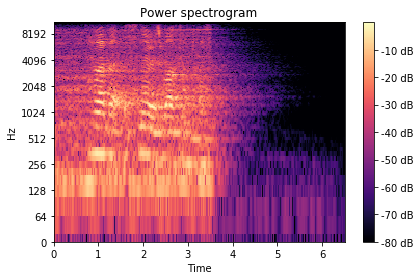 Power spectrogram
Hz
8192
4096
2048
1024
512
256
128
64
0
0 1 2 3 4 5 6
Time
-10 dB
-20 dB
-30 dB
-40 dB
-50 dB
-60 dB
-70 dB
-80 dB